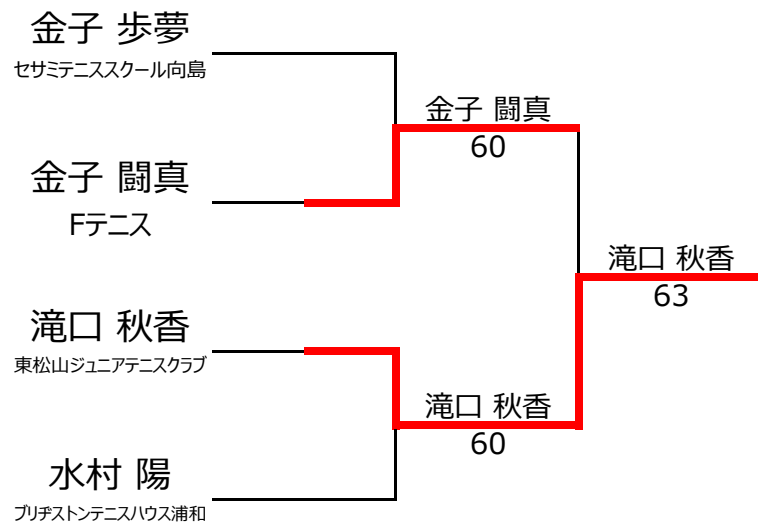 金子 歩夢
セサミテニススクール向島
金子 闘真
Fテニス
滝口 秋香
東松山ジュニアテニスクラブ
水村 陽
ブリヂストンテニスハウス浦和
金子 闘真
60
滝口 秋香
60
滝口 秋香
63